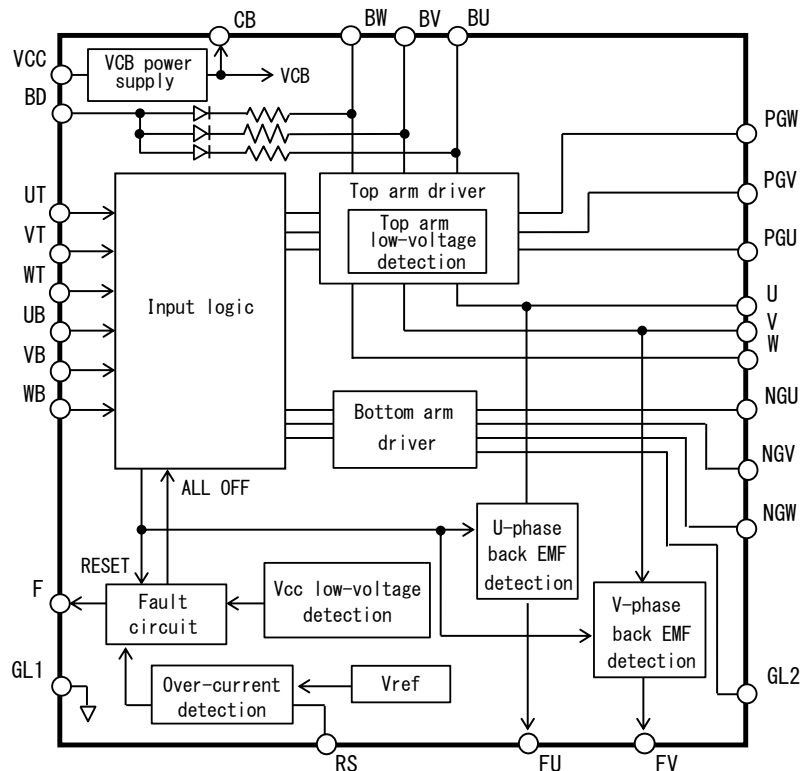 CB
BW
BV
BU
VCC
VCB power
supply
VCB
BD
PGW
Top arm driver
PGV
UT
Top arm
low-voltage
detection
VT
PGU
WT
Input logic
U
UB
V
W
VB
WB
Bottom arm
driver
NGU
NGV
ALL OFF
NGW
U-phase
back EMF
detection
RESET
F
Fault
circuit
Vcc low-voltage
detection
V-phase
back EMF
detection
GL1
Over-current
detection
Vref
GL2
RS
FU
FV